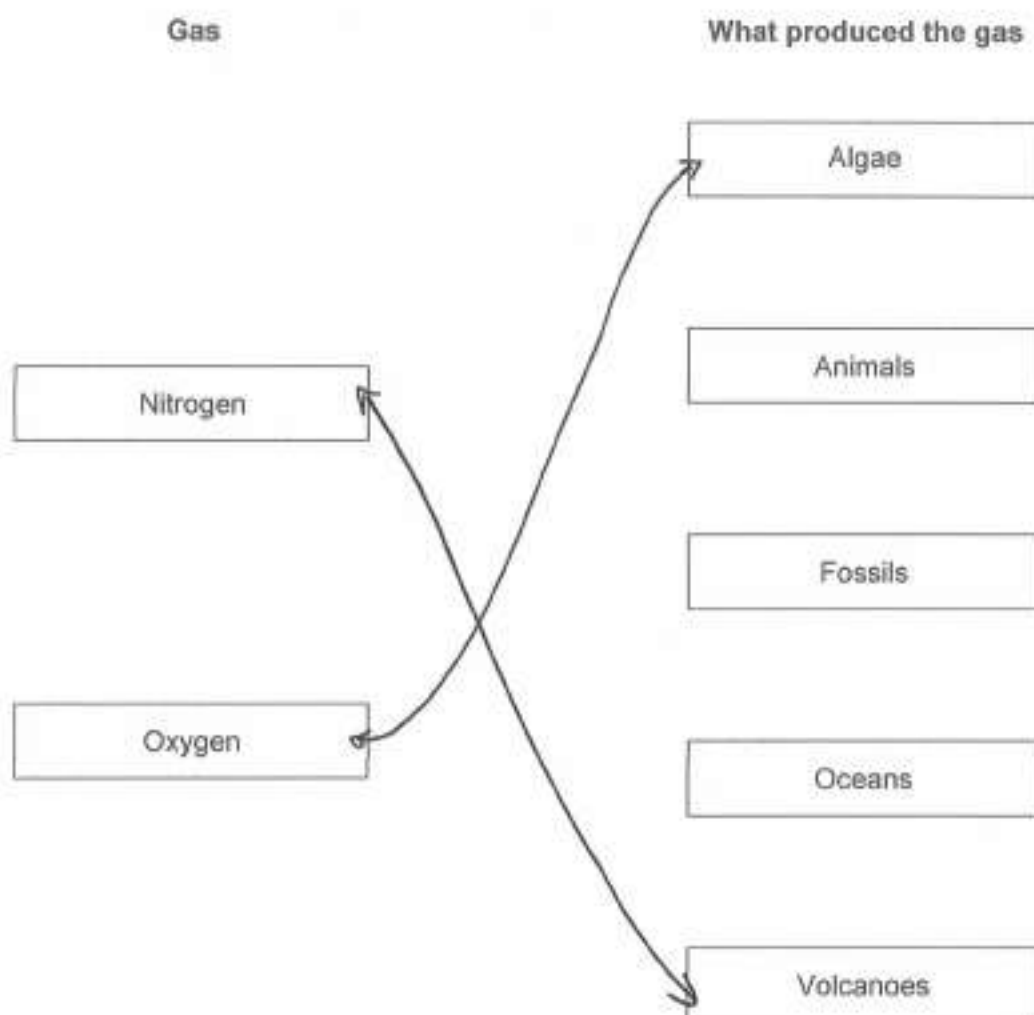 Gas
What produced the gas
Algae
Animals
Nitrogen
Fossils
Oxygen
Oceans
Volcanoes